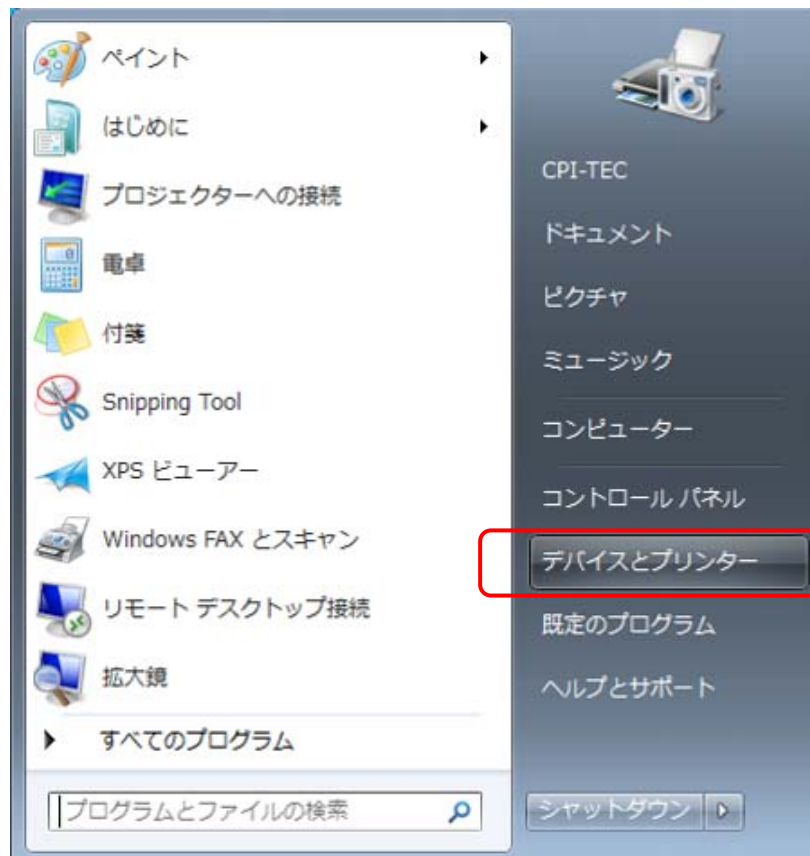 ペイント
はじめに
プロジェクターへの接続
電卓
付箋
Snipping Tool
XPS ビューアー
Windows FAX とスキャン
リモート デスクトップ接続
拡大鏡
すべてのプログラム
プログラムとファイルの検索
CPI-TEC
ドキュメント
ピクチャ
ミュージック
コンピューター
コントロール パネル
デバイスとプリンター
既定のプログラム
ヘルプとサポート
シャットダウン